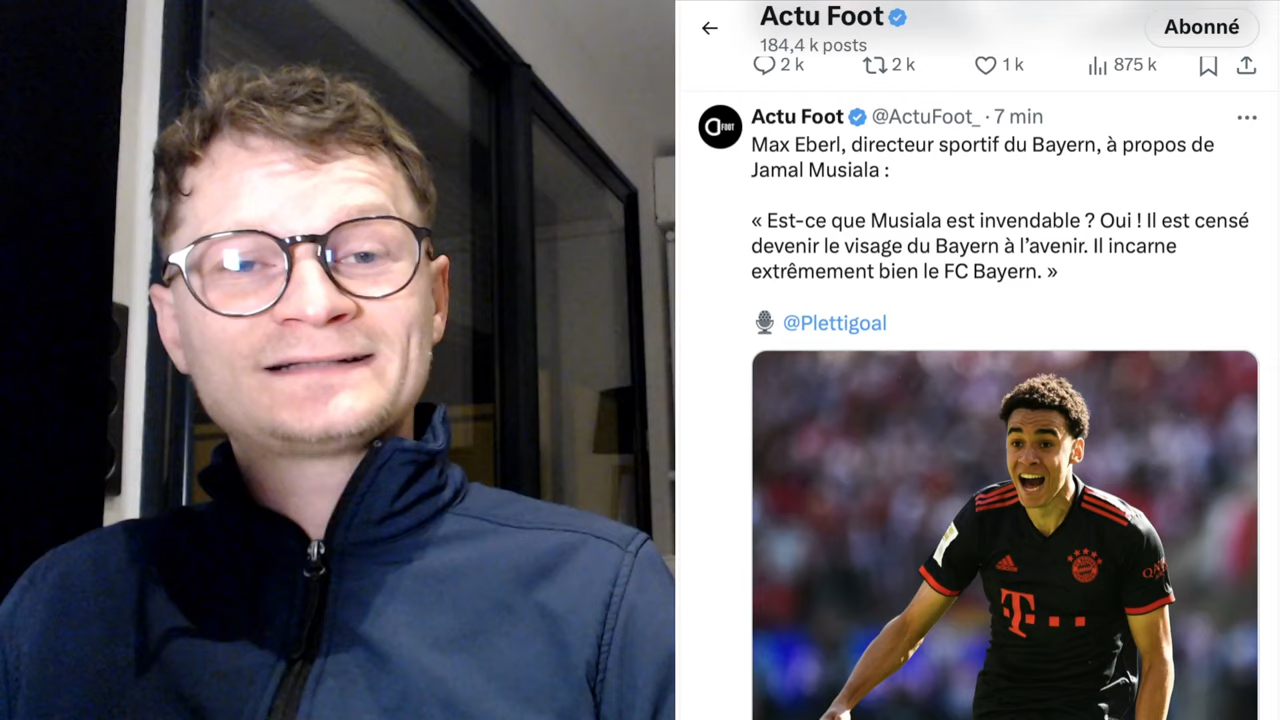 Actu Foot
Abonné
184,4 k posts
2 k 2 k 1 k 875 k
FOOT
Actu Foot @ActuFoot_ · 7 min
Max Eberl, directeur sportif du Bayern, à propos de
Jamal Musiala :
« Est-ce que Musiala est invendable ? Oui ! Il est censé
devenir le visage du Bayern à l’avenir. Il incarne
extrêmement bien le FC Bayern. »
@Plettigoal
T